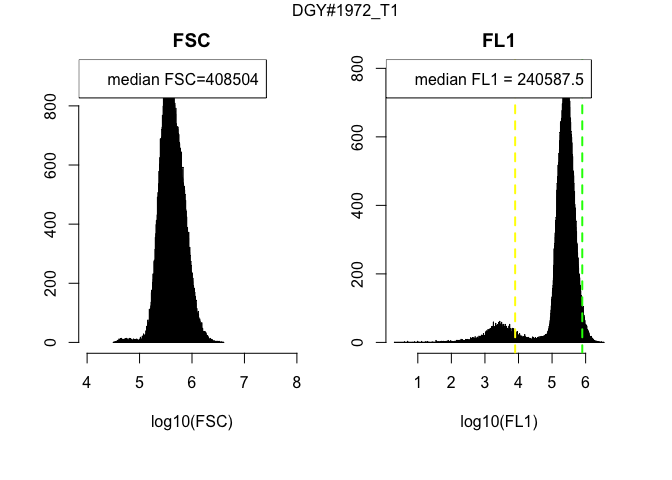 DGY#1972_T1
FSC
median FSC=408504
0 200 400 600 800
4 5 6 7 8
log10(FSC)
FL1
median FL1 = 240587.5
0 200 400 600 800
1 2 3 4 5 6
log10(FL1)